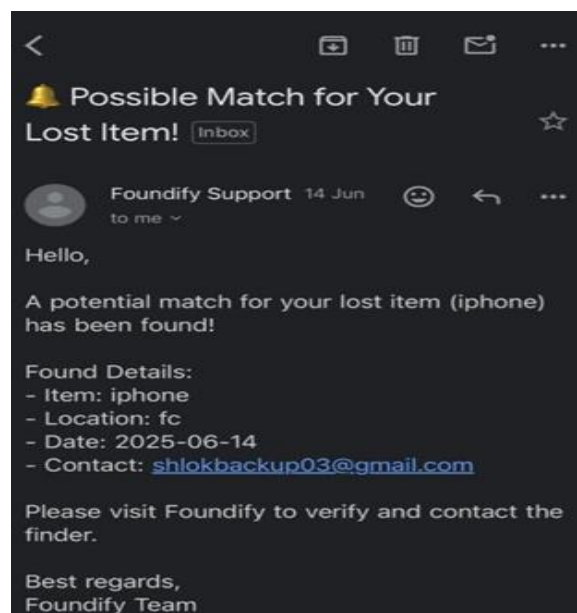 🔔 Possible Match for Your
Lost Item! Inbox
Foundify Support 14 Jun
to me
Hello,
A potential match for your lost item (iphone)
has been found!
Found Details:
- Item: iphone
- Location: fc
- Date: 2025-06-14
- Contact: shlokbackup03@gmail.com
Please visit Foundify to verify and contact the
finder.
Best regards,
Foundify Team